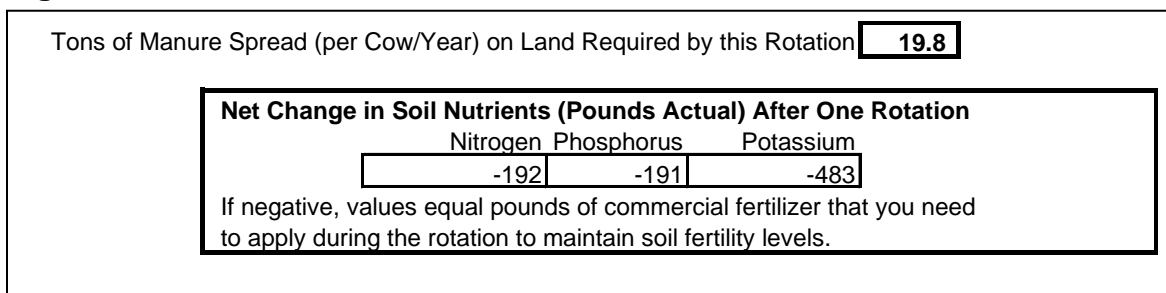 Tons of Manure Spread (per Cow/Year) on Land Required by this Rotation 19.8
Net Change in Soil Nutrients (Pounds Actual) After One Rotation
Nitrogen Phosphorus Potassium
-192 -191 -483
If negative, values equal pounds of commercial fertilizer that you need
to apply during the rotation to maintain soil fertility levels.